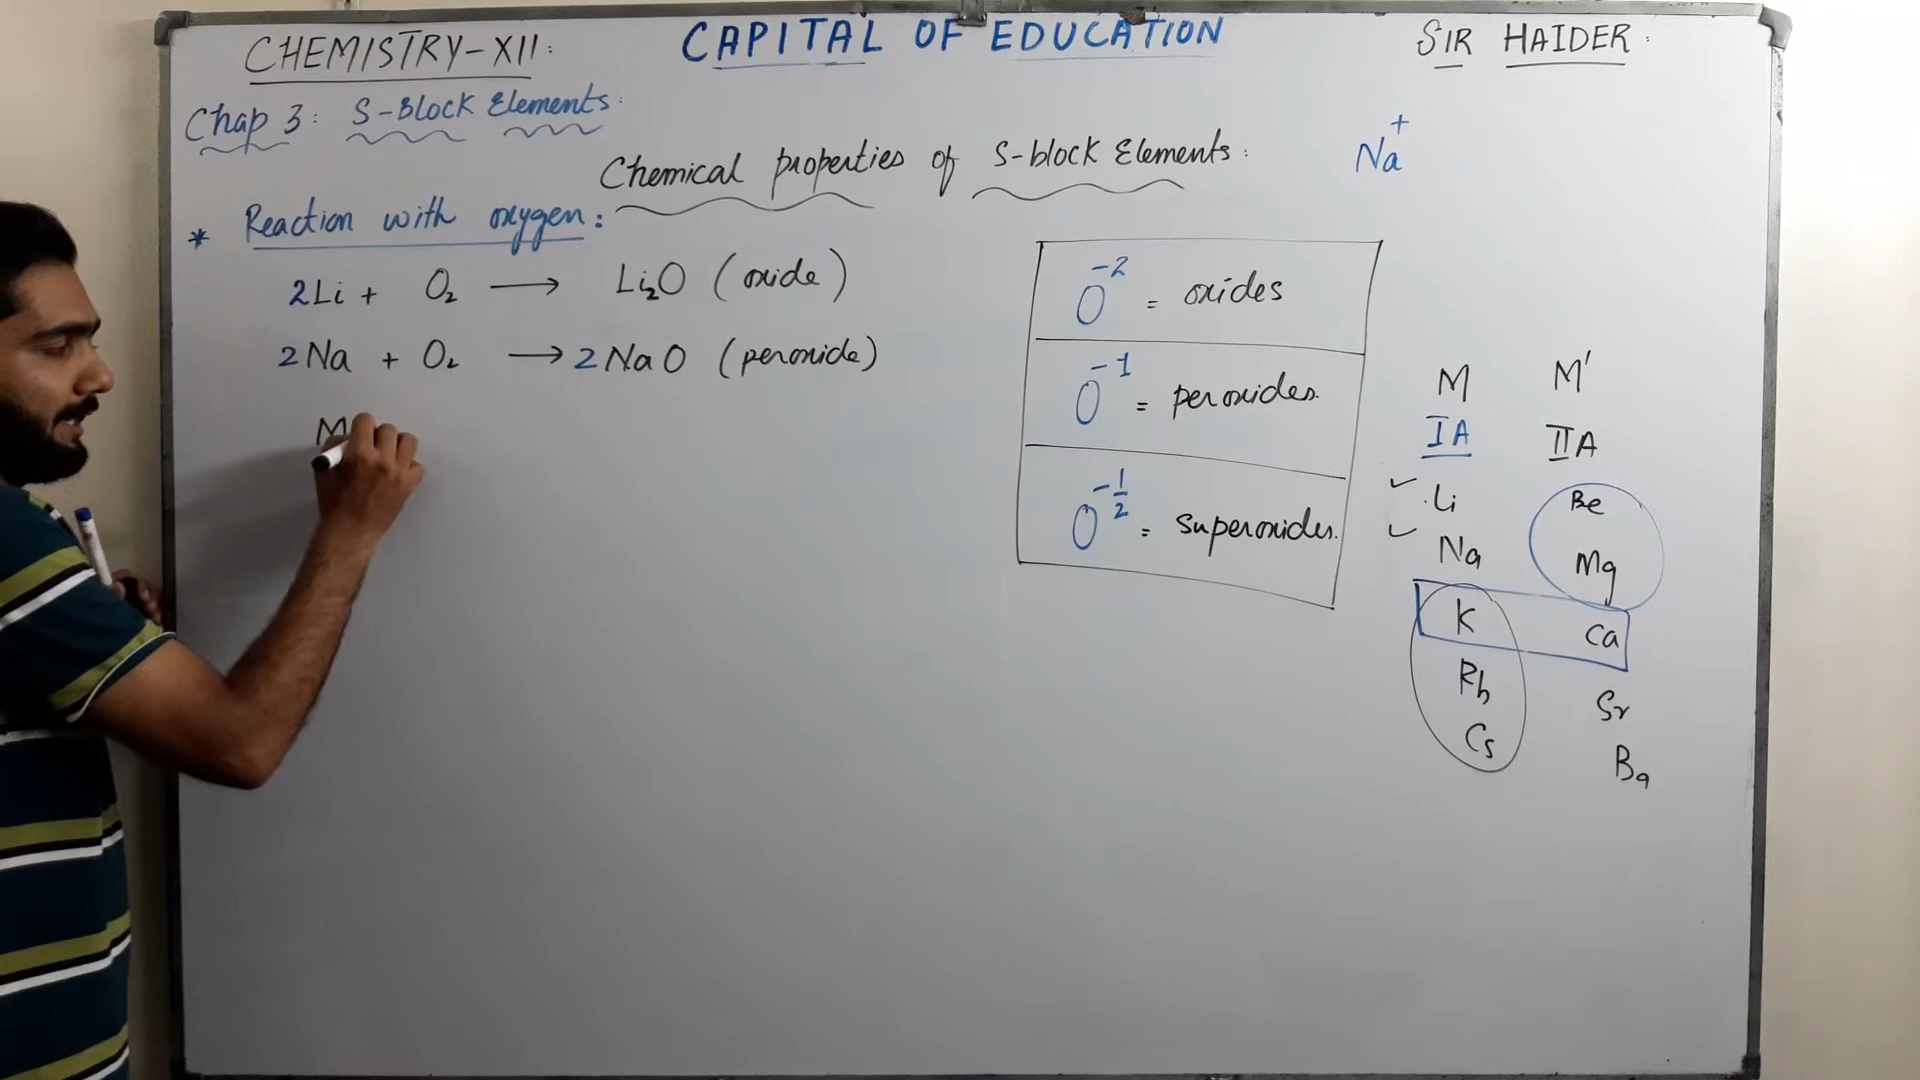 CHEMISTRY-XII:
CAPITAL OF EDUCATION
SIR HAIDER:
Chap 3: S-Block Elements:
Chemical properties of S-block Elements:
Na⁺
* Reaction with oxygen:
2Li + O₂ → Li₂O (oxide)
2Na + O₂ → 2NaO (peroxide)
M
O⁻² = oxides
O⁻¹ = peroxides.
O⁻¹/² = superoxides.
M M'
IA IIA
Li Be
Na Mg
K Ca
Rb Sr
Cs Ba